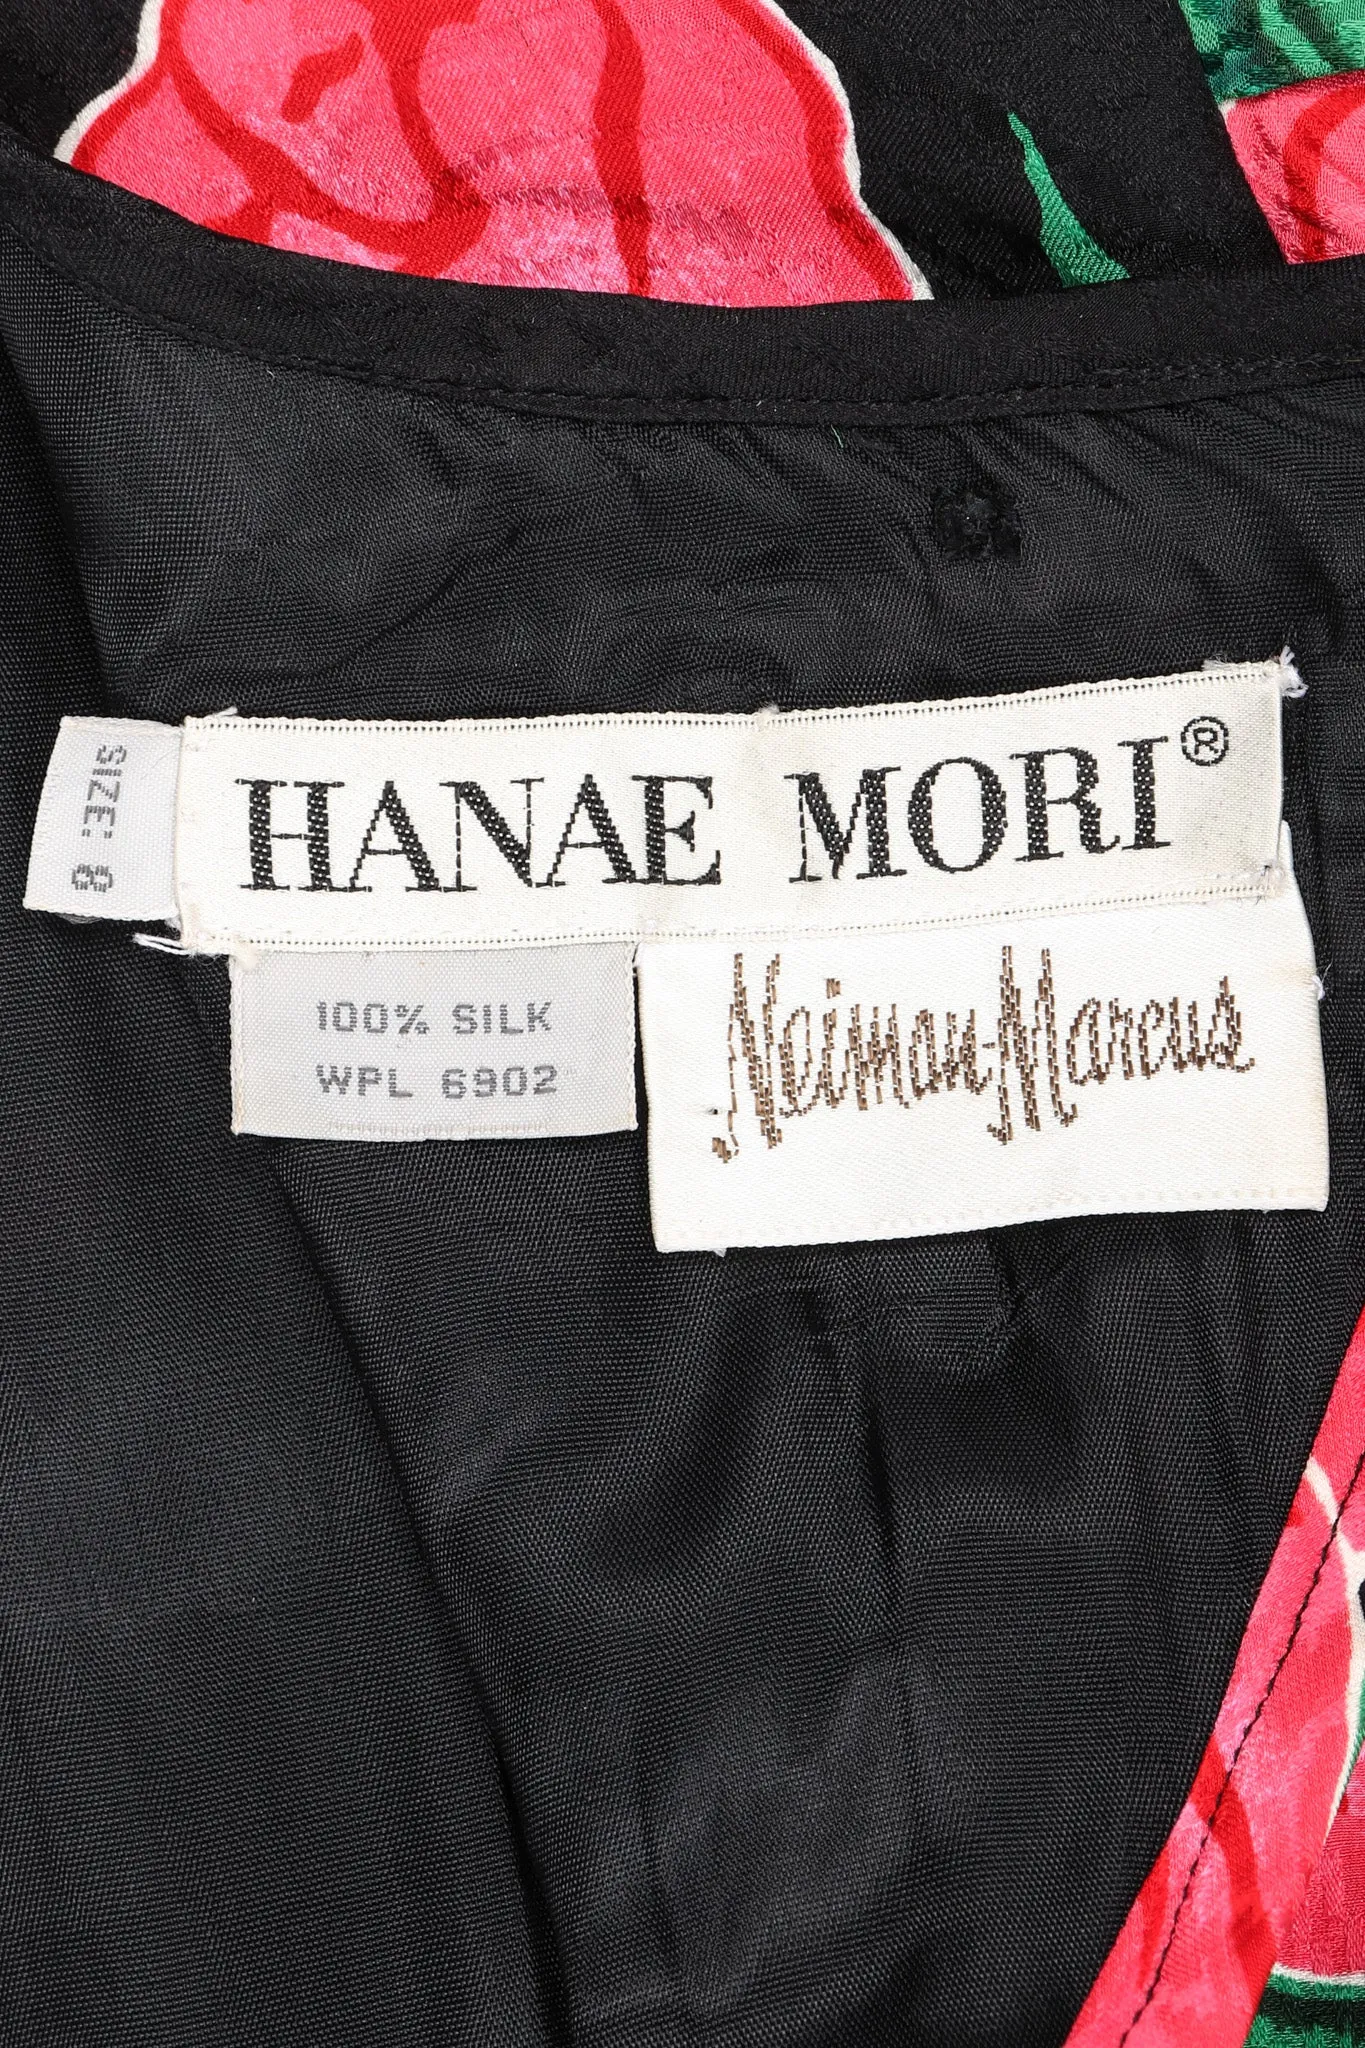 HANAE MORI®
SIZE: 8
100% SILK
WPL 6902
Neiman-Marcus